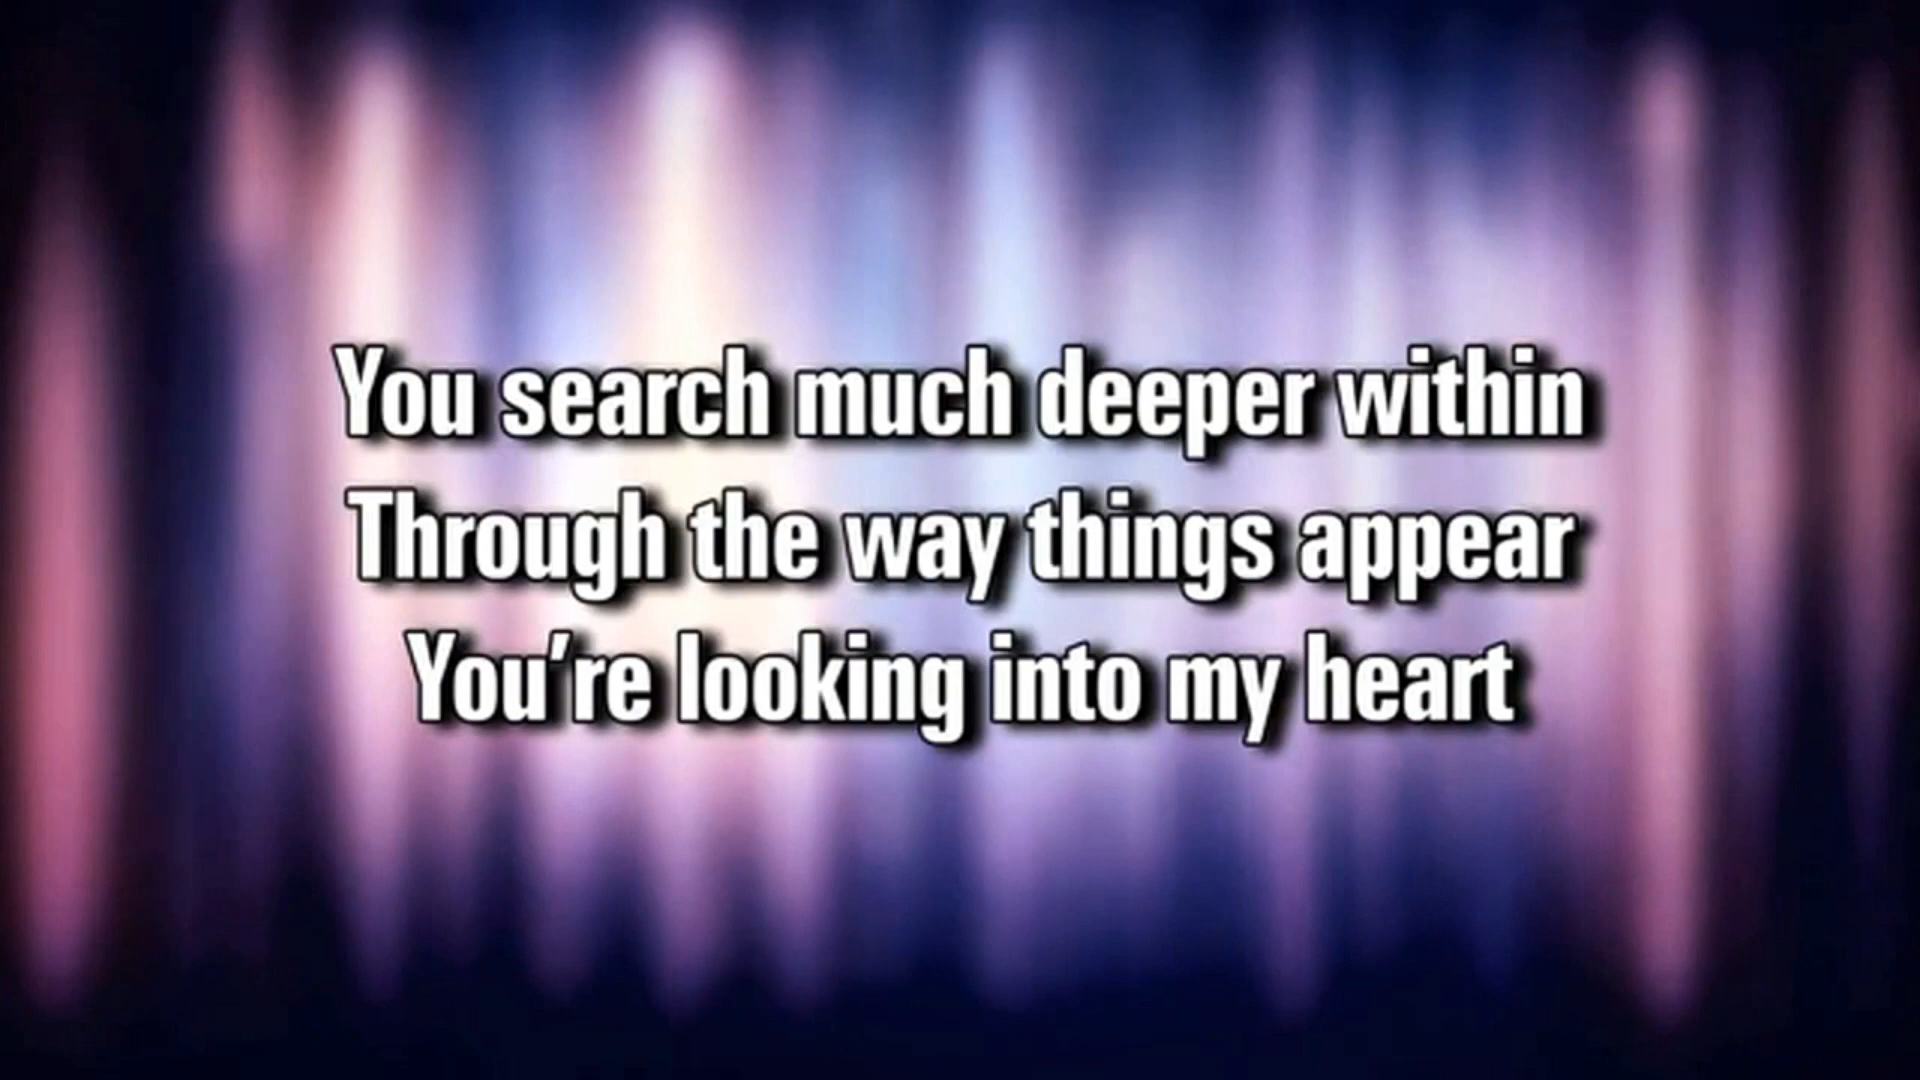 You search much deeper within
Through the way things appear
You're looking into my heart